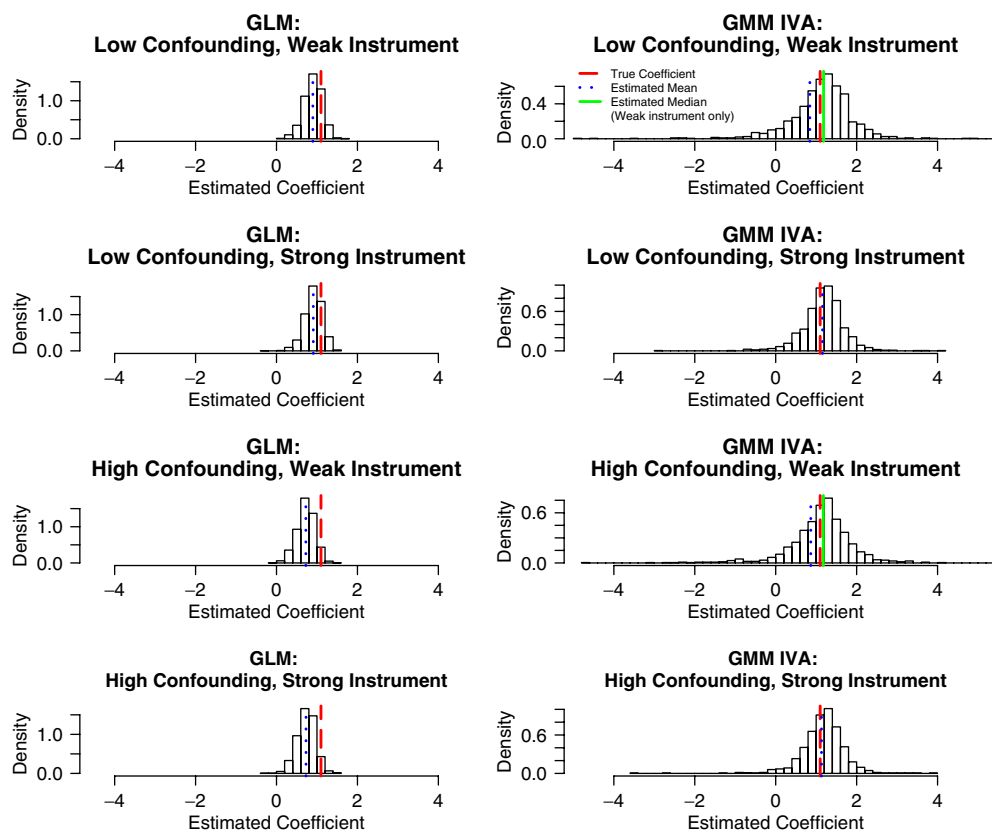 GLM:
Low Confounding, Weak Instrument
Density
0.0 1.0
−4 −2 0 2 4
Estimated Coefficient
GMM IVA:
Low Confounding, Weak Instrument
True Coefficient
Estimated Mean
Estimated Median
(Weak instrument only)
Density
0.0 0.4
−4 −2 0 2 4
Estimated Coefficient
GLM:
Low Confounding, Strong Instrument
Density
0.0 1.0
−4 −2 0 2 4
Estimated Coefficient
GMM IVA:
Low Confounding, Strong Instrument
Density
0.0 0.6
−4 −2 0 2 4
Estimated Coefficient
GLM:
High Confounding, Weak Instrument
Density
0.0 1.0
−4 −2 0 2 4
Estimated Coefficient
GMM IVA:
High Confounding, Weak Instrument
Density
0.0 0.6
−4 −2 0 2 4
Estimated Coefficient
GLM:
High Confounding, Strong Instrument
Density
0.0 1.0
−4 −2 0 2 4
Estimated Coefficient
GMM IVA:
High Confounding, Strong Instrument
Density
0.0 0.6
−4 −2 0 2 4
Estimated Coefficient